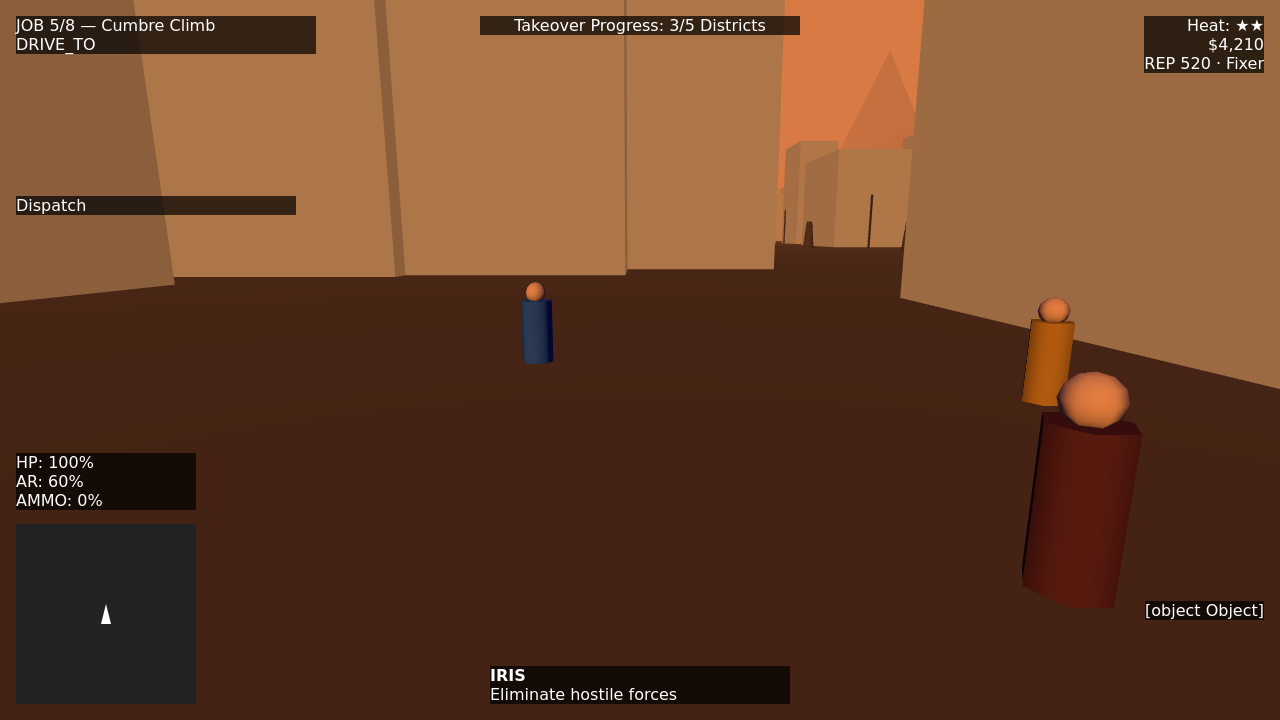 JOB 5/8 — Cumbre Climb
DRIVE_TO
Takeover Progress: 3/5 Districts
Heat: ★★
$4,210
REP 520 · Fixer
Dispatch
HP: 100%
AR: 60%
AMMO: 0%
[object Object]
IRIS
Eliminate hostile forces